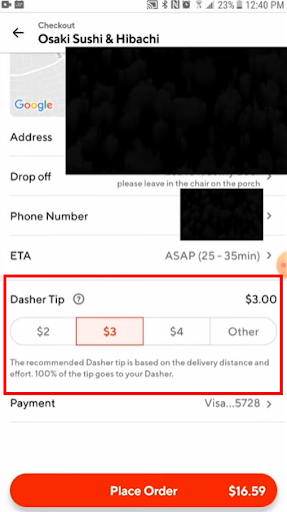 23% 12:40 PM
Checkout
Osaki Sushi & Hibachi
Google
Address
Drop off
please leave in the chair on the porch
Phone Number
ETA ASAP (25 - 35min)
Dasher Tip ? $3.00
$2 $3 $4 Other
The recommended Dasher tip is based on the delivery distance and
effort. 100% of the tip goes to your Dasher.
Payment Visa...5728
Place Order $16.59